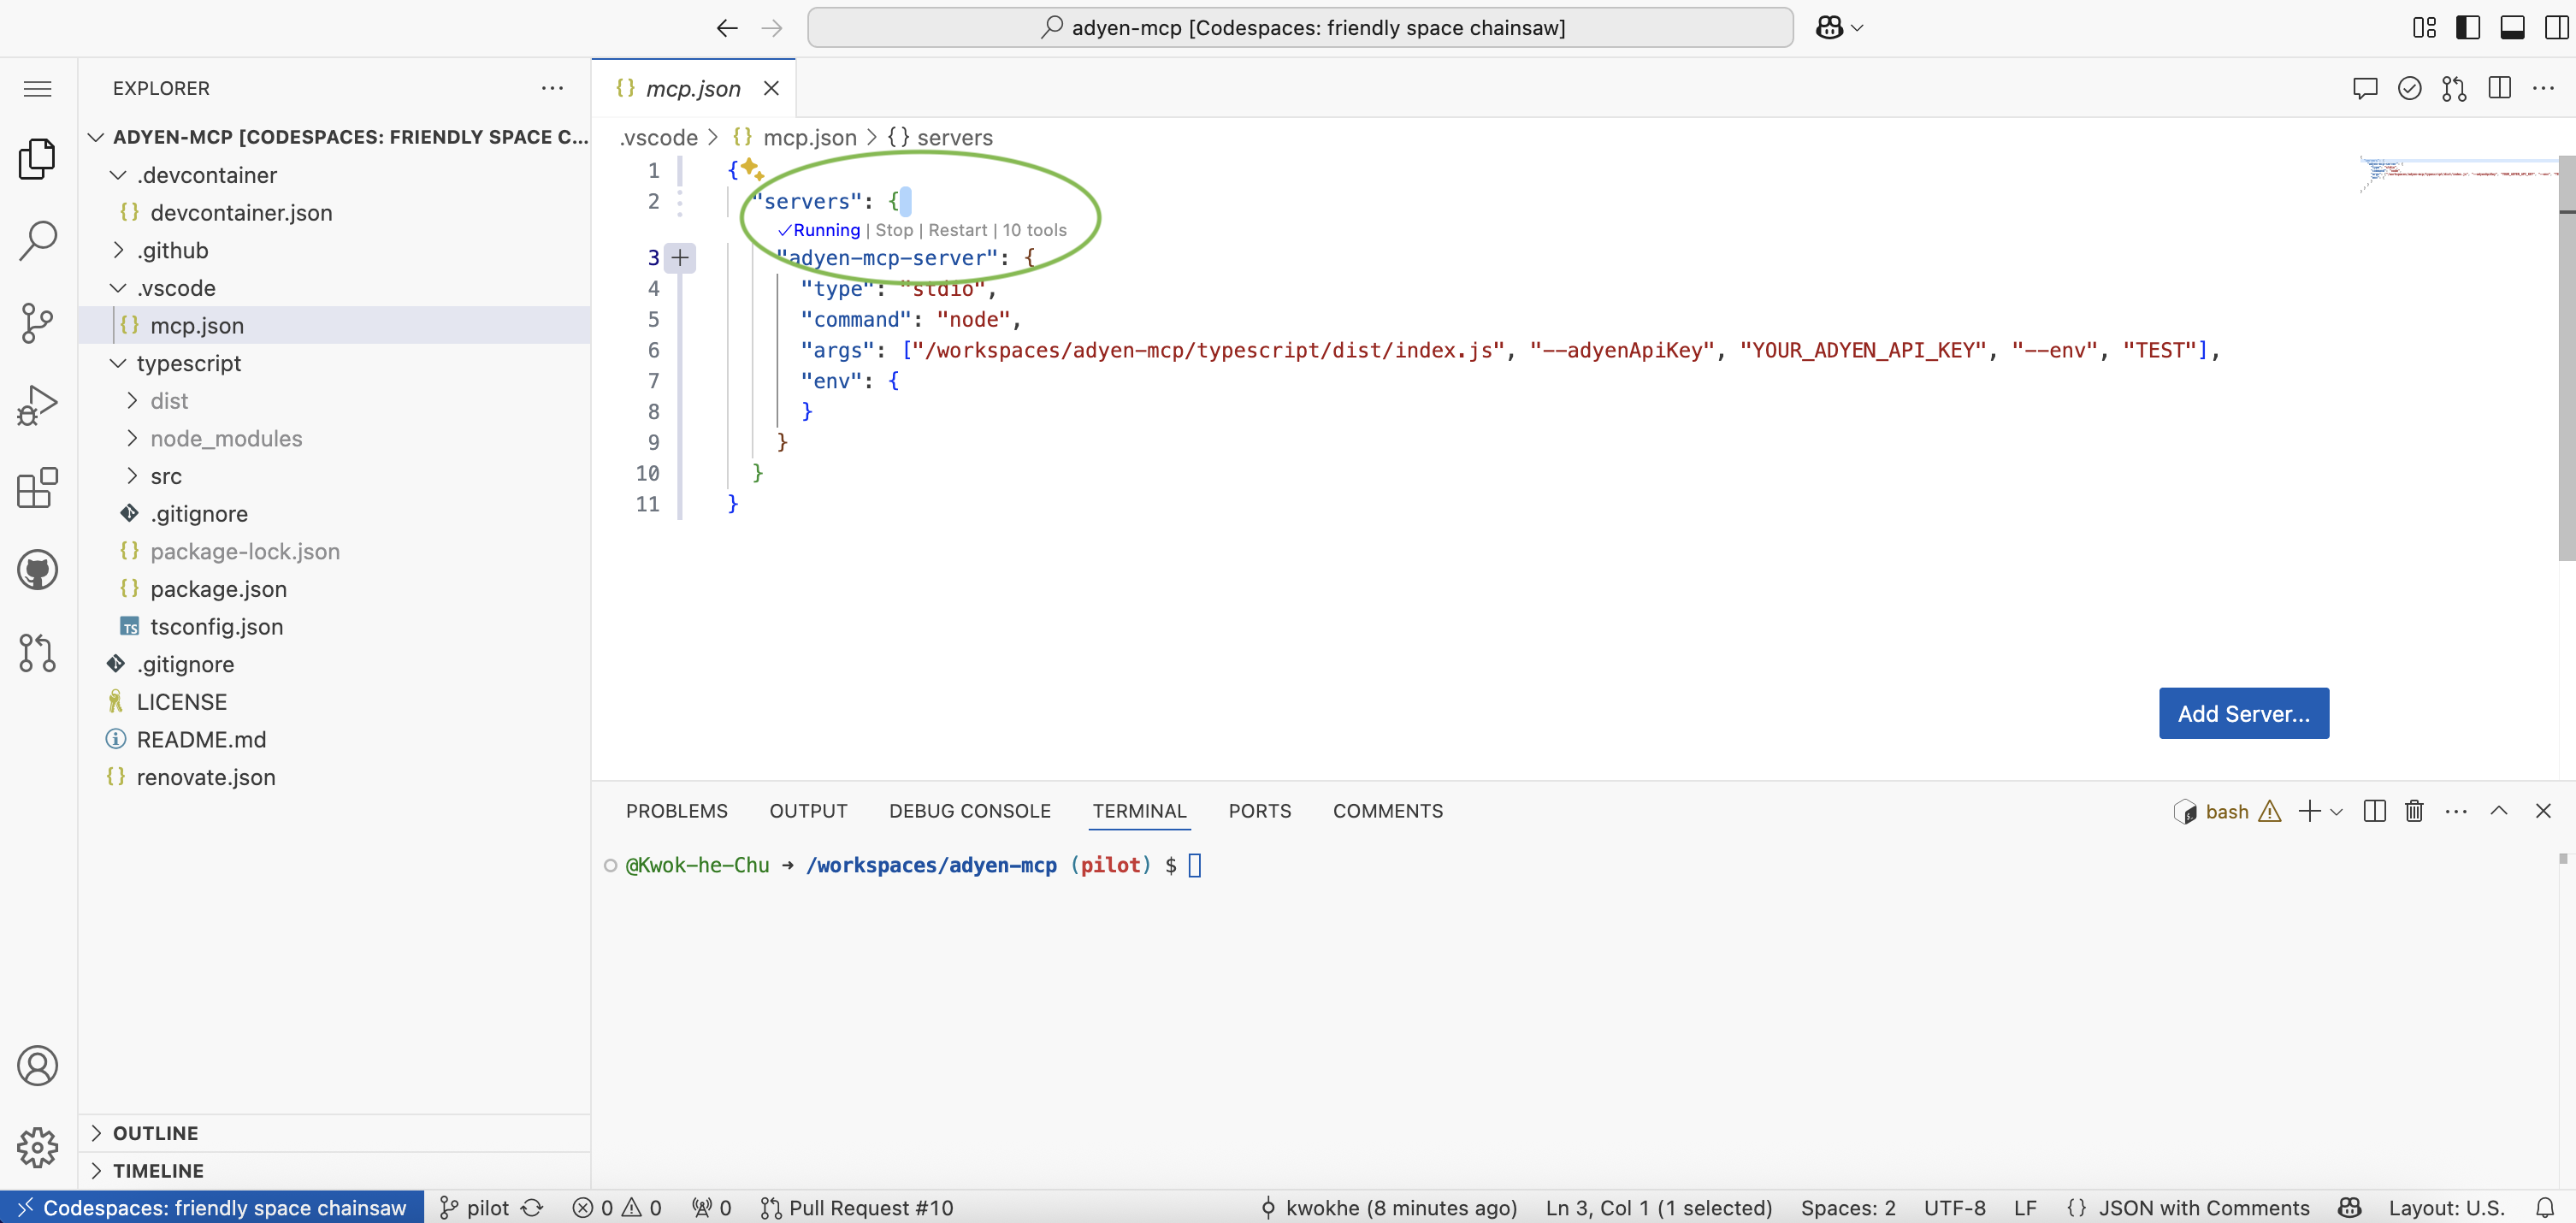 adyen-mcp [Codespaces: friendly space chainsaw]
EXPLORER
ADYEN-MCP [CODESPACES: FRIENDLY SPACE C...
.devcontainer
{} devcontainer.json
.github
.vscode
{} mcp.json
typescript
dist
node_modules
src
.gitignore
{} package-lock.json
{} package.json
TS tsconfig.json
.gitignore
LICENSE
README.md
{} renovate.json
OUTLINE
TIMELINE
{} mcp.json
.vscode > {} mcp.json > {} servers
1 {
2 "servers": {
✓Running | Stop | Restart | 10 tools
3 "adyen-mcp-server": {
4 "type": "stdio",
5 "command": "node",
6 "args": ["/workspaces/adyen-mcp/typescript/dist/index.js", "--adyenApiKey", "YOUR_ADYEN_API_KEY", "--env", "TEST"],
7 "env": {
8 }
9 }
10 }
11 }
Add Server...
PROBLEMS OUTPUT DEBUG CONSOLE TERMINAL PORTS COMMENTS
bash
@Kwok-he-Chu → /workspaces/adyen-mcp (pilot) $
Codespaces: friendly space chainsaw pilot 0 0 0 Pull Request #10 kwokhe (8 minutes ago) Ln 3, Col 1 (1 selected) Spaces: 2 UTF-8 LF {} JSON with Comments Layout: U.S.